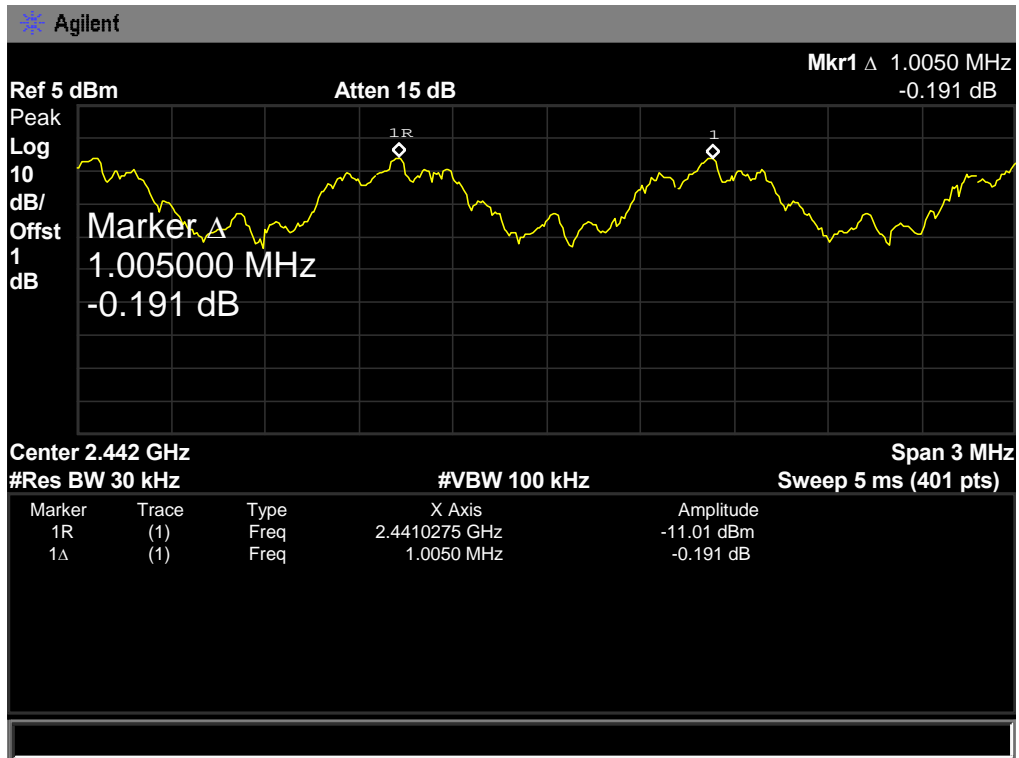 Agilent
Mkr1 Δ 1.0050 MHz
Ref 5 dBm Atten 15 dB -0.191 dB
Peak
Log
10
dB/
Offst
1
dB
1R
1
Marker Δ
1.005000 MHz
-0.191 dB
Center 2.442 GHz Span 3 MHz
#Res BW 30 kHz #VBW 100 kHz Sweep 5 ms (401 pts)
Marker Trace Type X Axis Amplitude
1R (1) Freq 2.4410275 GHz -11.01 dBm
1Δ (1) Freq 1.0050 MHz -0.191 dB